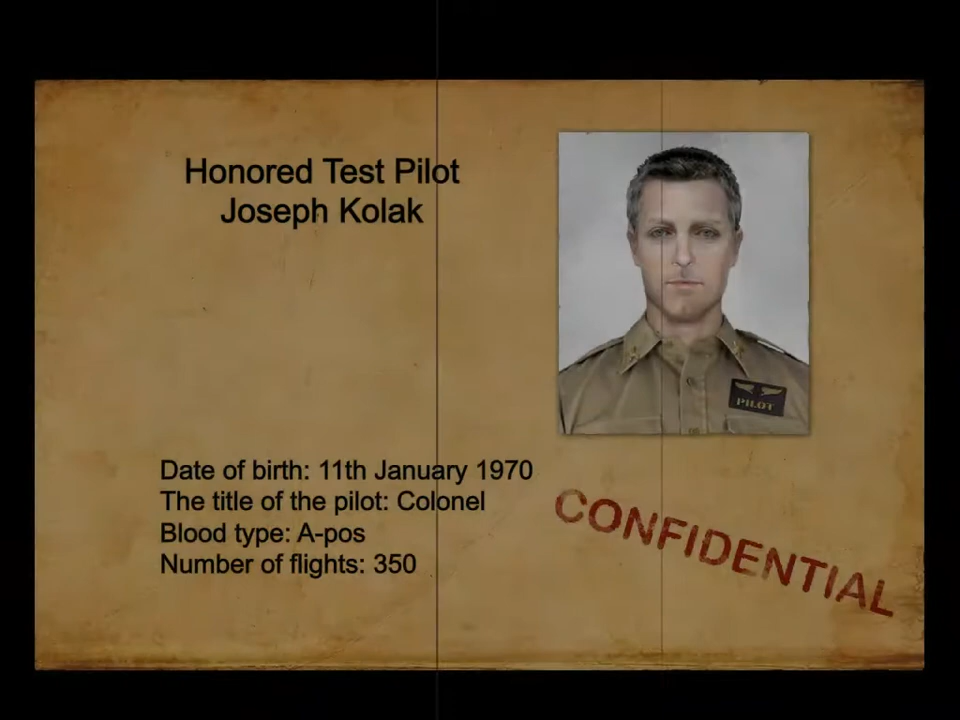 Honored Test Pilot
Joseph Kolak
PILOT
Date of birth: 11th January 1970
The title of the pilot: Colonel
Blood type: A-pos
Number of flights: 350
CONFIDENTIAL